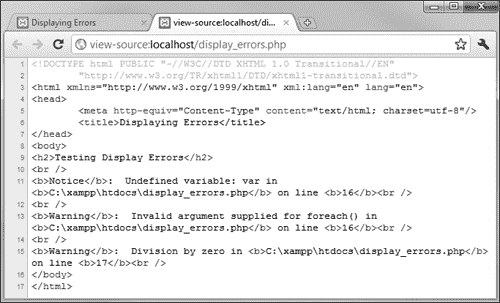 Displaying Errors
view-source:localhost/di...
view-source:localhost/display_errors.php
1 <!DOCTYPE html PUBLIC "-//W3C//DTD XHTML 1.0 Transitional//EN"
2 "http://www.w3.org/TR/xhtml1/DTD/xhtml1-transitional.dtd">
3 <html xmlns="http://www.w3.org/1999/xhtml" xml:lang="en" lang="en">
4 <head>
5 <meta http-equiv="Content-Type" content="text/html; charset=utf-8"/>
6 <title>Displaying Errors</title>
7 </head>
8 <body>
9 <h2>Testing Display Errors</h2>
10 <br />
11 <b>Notice</b>:  Undefined variable: var in
<b>C:\xampp\htdocs\display_errors.php</b> on line <b>16</b><br />
12 <br />
13 <b>Warning</b>:  Invalid argument supplied for foreach() in
<b>C:\xampp\htdocs\display_errors.php</b> on line <b>16</b><br />
14 <br />
15 <b>Warning</b>:  Division by zero in <b>C:\xampp\htdocs\display_errors.php</b>
on line <b>17</b><br />
16 </body>
17 </html>